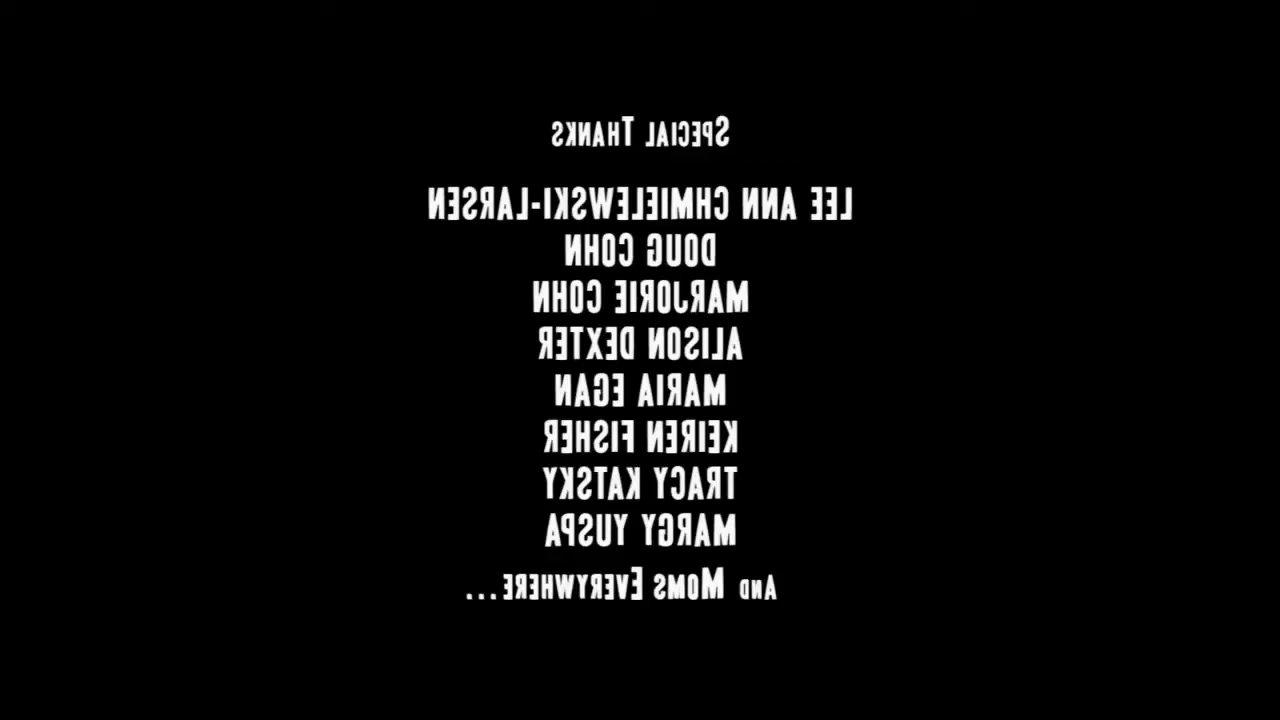 Special Thanks
LEE ANN CHMIELEWSKI-LARSEN
DOUG COHN
MARJORIE COHN
ALISON DEXTER
MARIA EGAN
KEIREN FISHER
TRACY KATSKY
MARGY YUSPA
And Moms Everywhere...